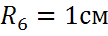 R₆ = 1см